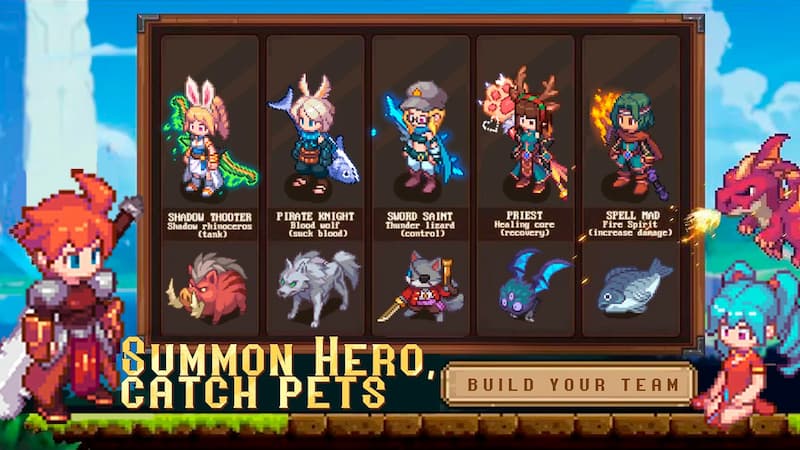 SHADOW THOOTER
Shadow rhinoceros
(tank)
PIRATE KNIGHT
Blood wolf
(suck blood)
SWORD SAINT
Thunder lizard
(control)
PRIEST
Healing core
(recovery)
SPELL MAD
Fire Spirit
(increase damage)
SUMMON HERO,
CATCH PETS
BUILD YOUR TEAM